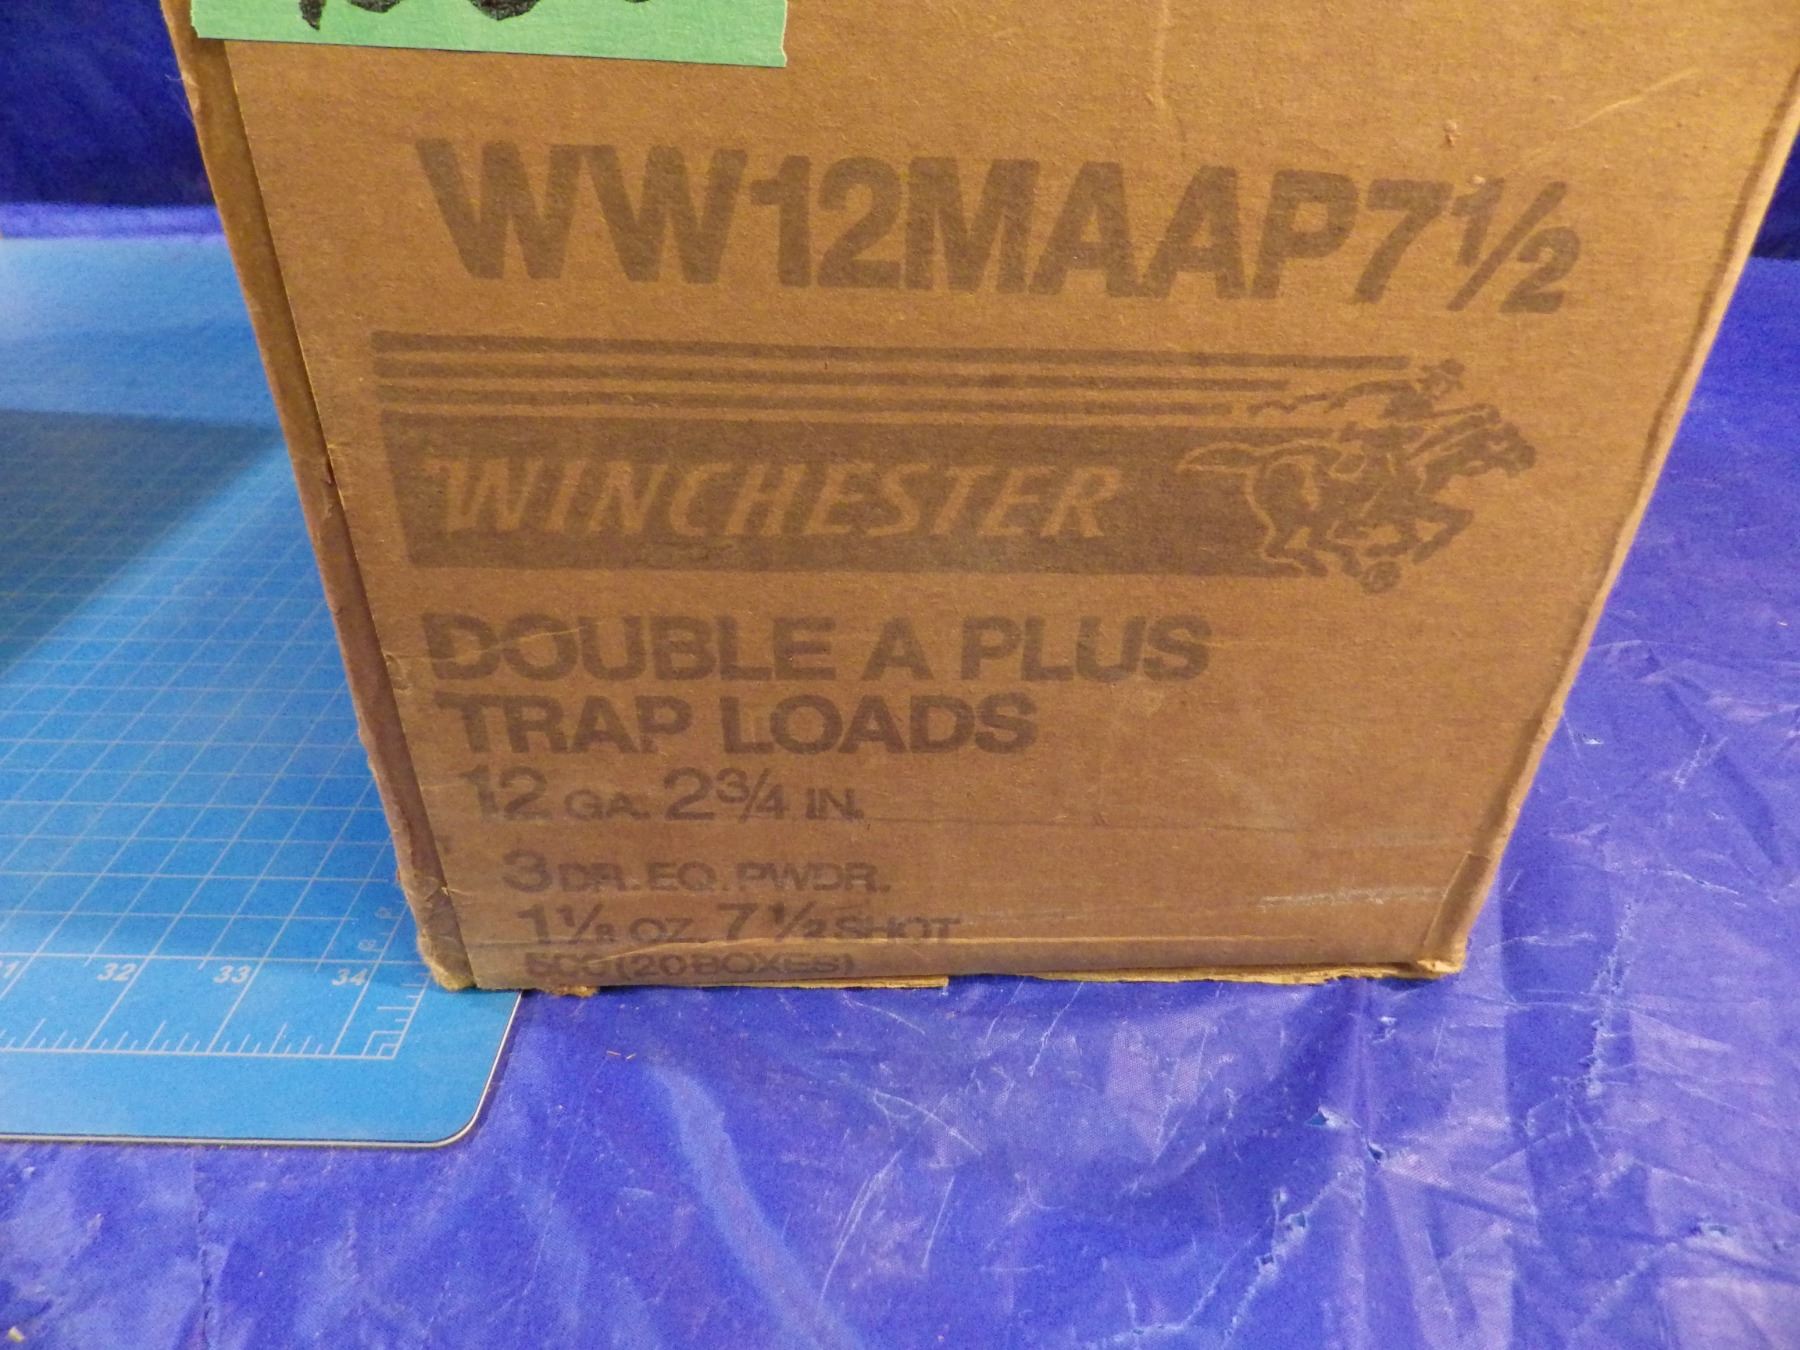 WW12MAAP7½
WINCHESTER
DOUBLE A PLUS
TRAP LOADS
12 GA. 2¾ IN.
3 DR. EQ. PWDR.
1⅛ OZ. 7½ SHOT
500 (20 BOXES)
32 33 34